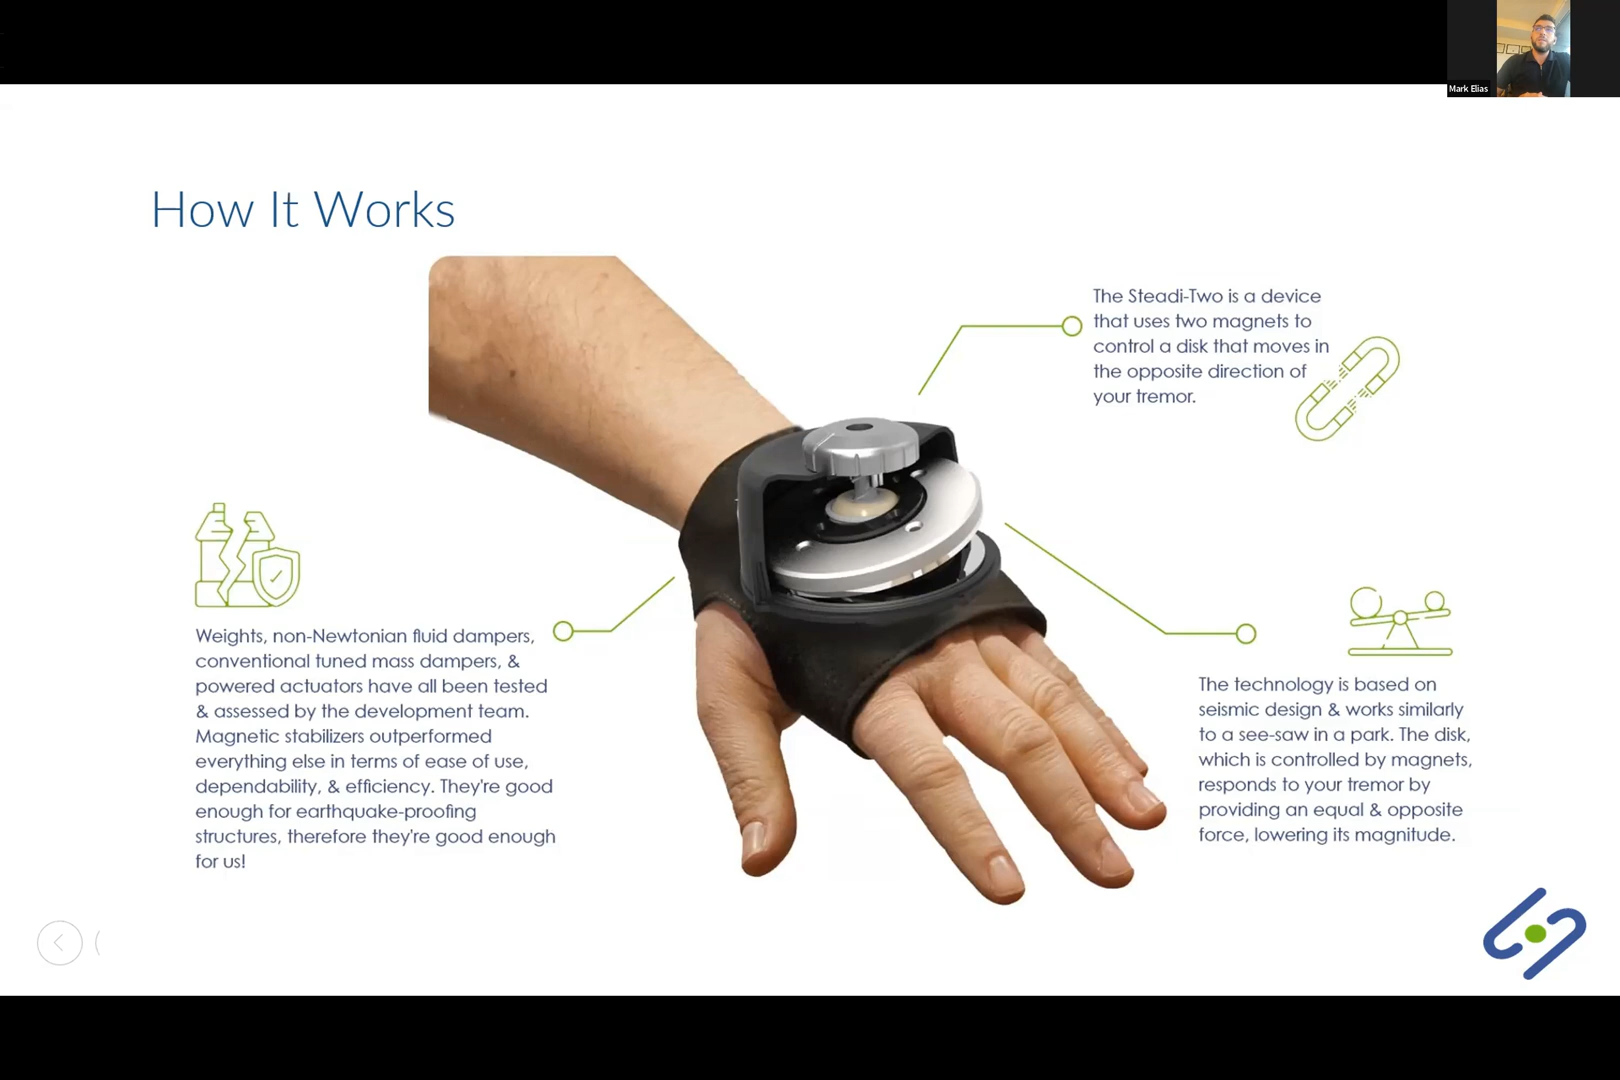 Mark Elias
How It Works
The Steadi-Two is a device
that uses two magnets to
control a disk that moves in
the opposite direction of
your tremor.
Weights, non-Newtonian fluid dampers,
conventional tuned mass dampers, &
powered actuators have all been tested
& assessed by the development team.
Magnetic stabilizers outperformed
everything else in terms of ease of use,
dependability, & efficiency. They're good
enough for earthquake-proofing
structures, therefore they're good enough
for us!
The technology is based on
seismic design & works similarly
to a see-saw in a park. The disk,
which is controlled by magnets,
responds to your tremor by
providing an equal & opposite
force, lowering its magnitude.